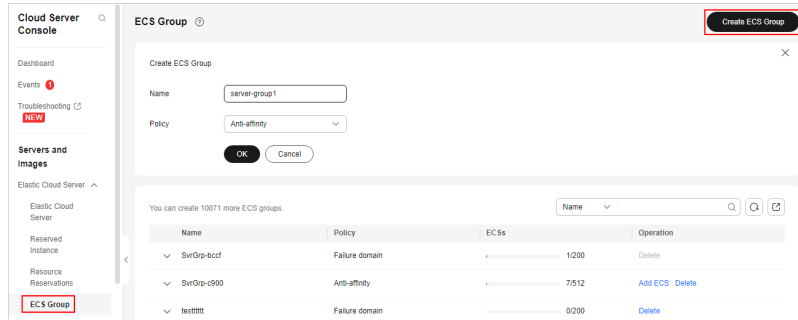 Cloud Server
Console
Dashboard
Events 1
Troubleshooting
NEW
Servers and
Images
Elastic Cloud Server
Elastic Cloud
Server
Reserved
Instance
Resource
Reservations
ECS Group
ECS Group ?
Create ECS Group
Create ECS Group
Name server-group1
Policy Anti-affinity
OK Cancel
You can create 10071 more ECS groups.
Name
Name Policy ECSs Operation
SvrGrp-bccf Failure domain 1/200 Delete
SvrGrp-c900 Anti-affinity 7/512 Add ECS Delete
testttttt Failure domain 0/200 Delete